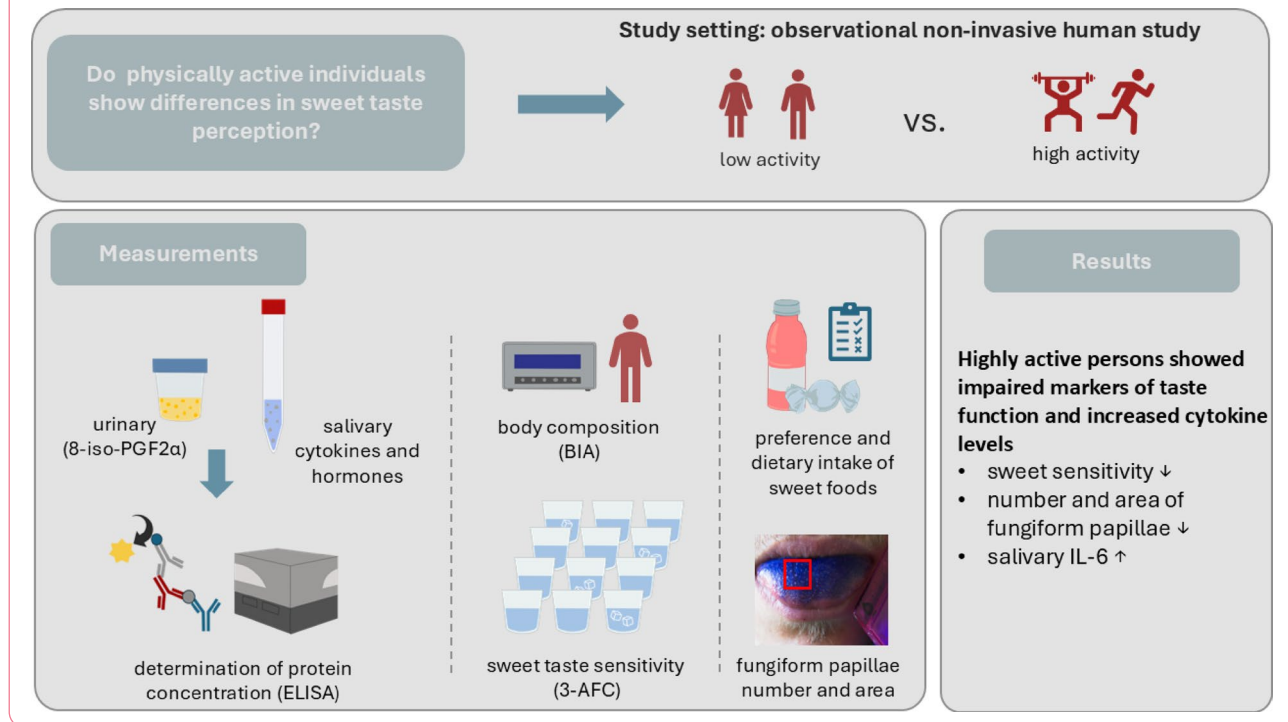 Do physically active individuals
show differences in sweet taste
perception?
Study setting: observational non-invasive human study
vs.
low activity
high activity
Measurements
urinary
(8-iso-PGF2α)
salivary
cytokines and
hormones
determination of protein
concentration (ELISA)
body composition
(BIA)
sweet taste sensitivity
(3-AFC)
preference and
dietary intake of
sweet foods
fungiform papillae
number and area
Results
Highly active persons showed
impaired markers of taste
function and increased cytokine
levels
• sweet sensitivity ↓
• number and area of
fungiform papillae ↓
• salivary IL-6 ↑